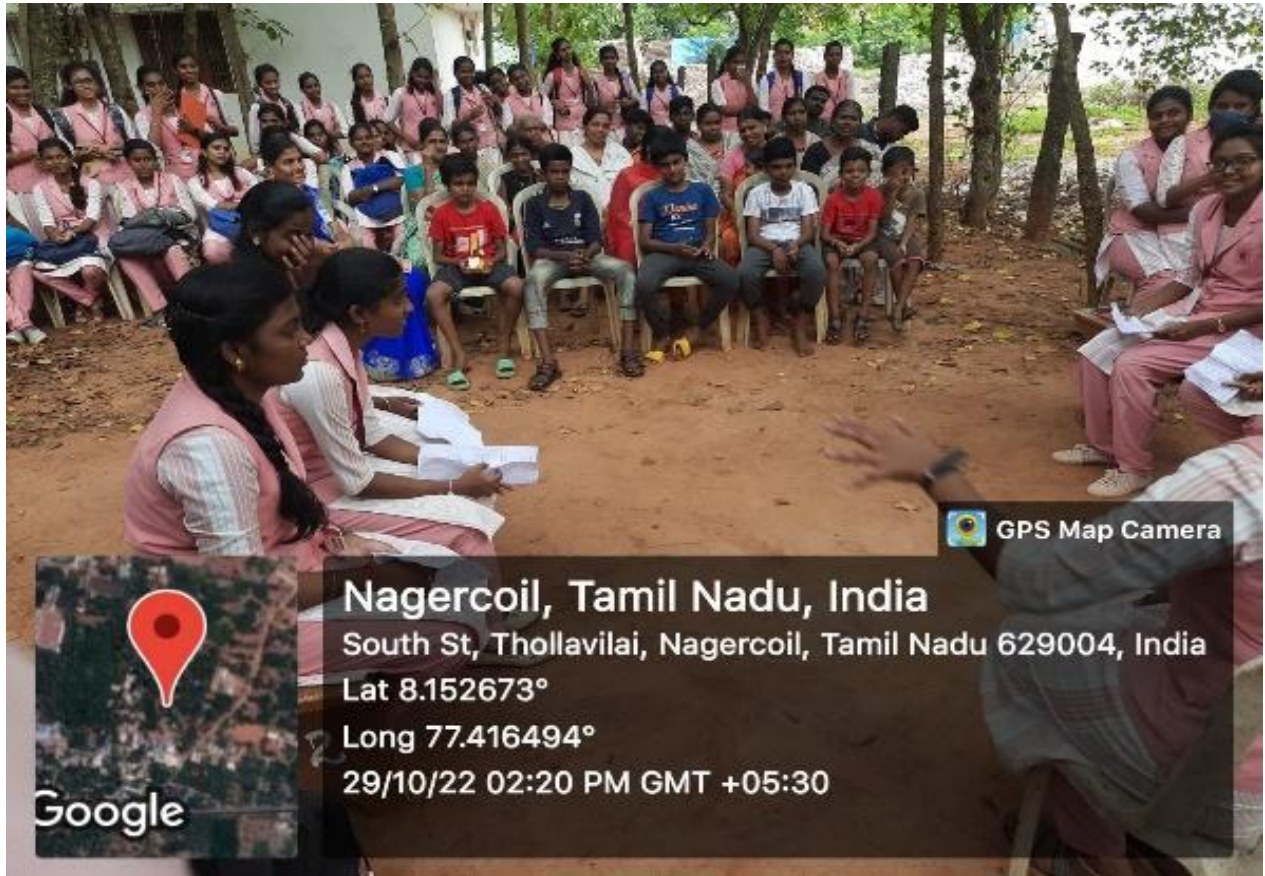 GPS Map Camera
Nagercoil, Tamil Nadu, India
South St, Thollavilai, Nagercoil, Tamil Nadu 629004, India
Lat 8.152673°
Long 77.416494°
29/10/22 02:20 PM GMT +05:30
Google